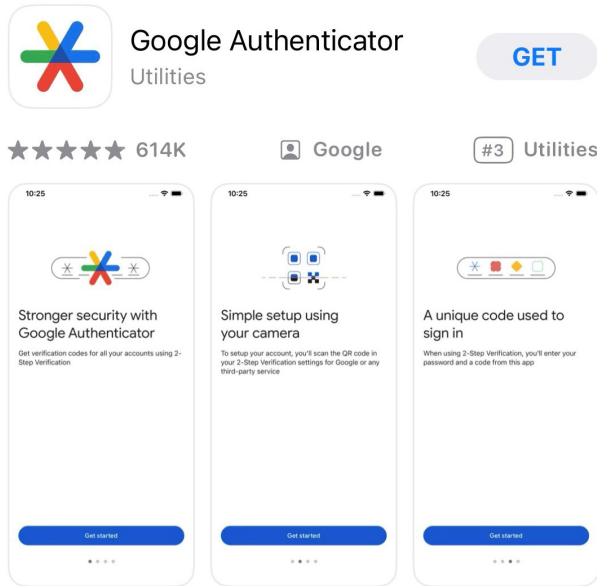 Google Authenticator
Utilities
GET
614K
Google
#3 Utilities
10:25
Stronger security with
Google Authenticator
Get verification codes for all your accounts using 2-
Step Verification
Get started
10:25
Simple setup using
your camera
To setup your account, you'll scan the QR code in
your 2-Step Verification settings for Google or any
third-party service
Get started
10:25
A unique code used to
sign in
When using 2-Step Verification, you'll enter your
password and a code from this app
Get started